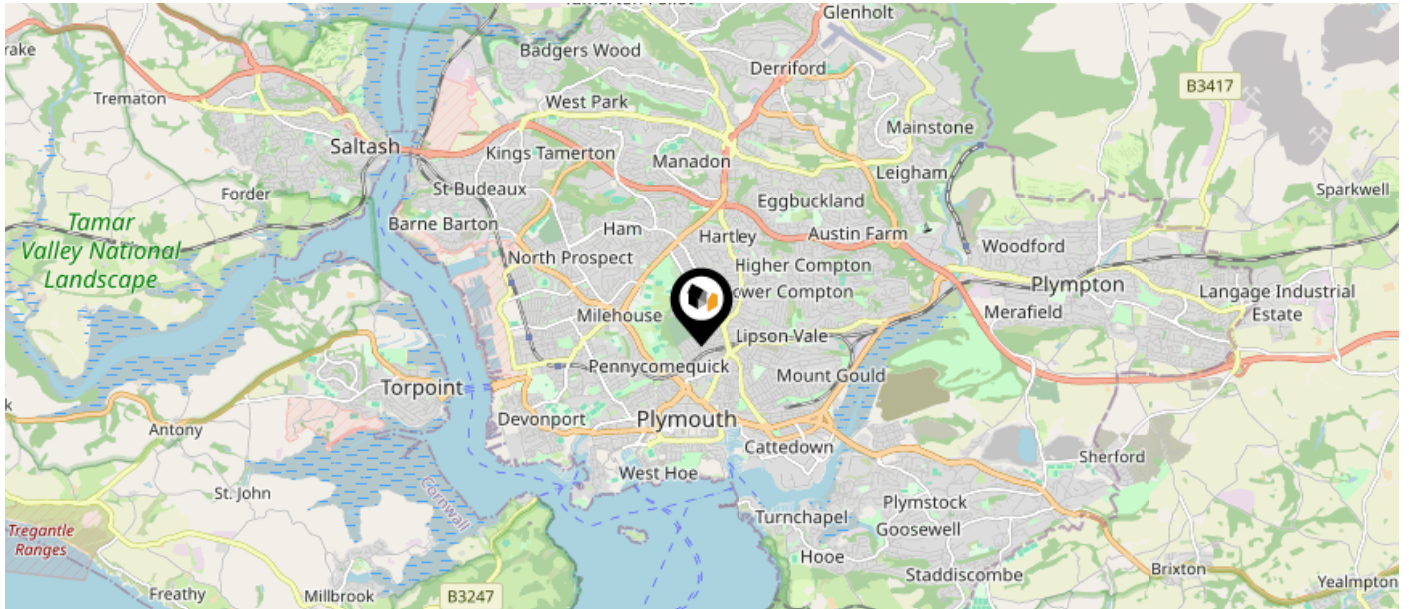 Glenholt
Badgers Wood
Derriford
B3417
Trematon
West Park
Mainstone
Saltash
Kings Tamerton
Manadon
Leigham
St Budeaux
Forder
Eggbuckland
Sparkwell
Tamar
Valley National
Landscape
Barne Barton
Ham
Hartley
Austin Farm
Woodford
North Prospect
Higher Compton
Plympton
ower Compton
Langage Industrial
Estate
Milehouse
Merafield
Lipson Vale
Pennycomequick
Mount Gould
Torpoint
Devonport
Plymouth
Antony
Cattedown
Sherford
West Hoe
St. John
Cornwall
Plymstock
Turnchapel
Goosewell
Tregantle
Ranges
Hooe
Staddiscombe
Brixton
Yealmpton
Freathy
Millbrook
B3247